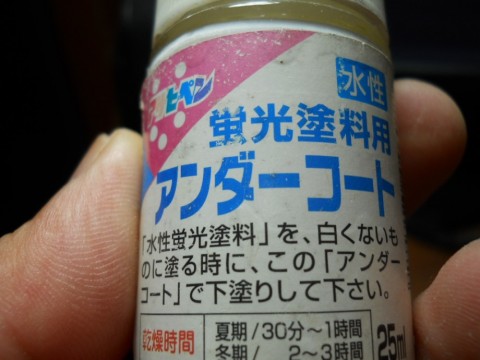 アサヒペン
水性
蛍光塗料用
アンダーコート
「水性蛍光塗料」を、白くないも
のに塗る時に、この「アンダー
コート」で下塗りして下さい。
乾燥時間
夏期/30分～1時間
冬期/ 2～3時間
25ml